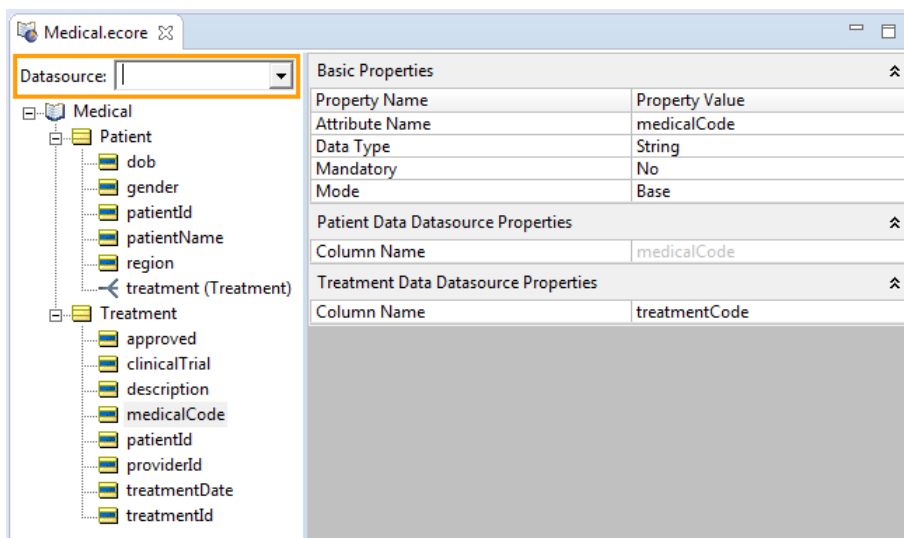 Medical.ecore
Datasource:
Medical
Patient
dob
gender
patientId
patientName
region
treatment (Treatment)
Treatment
approved
clinicalTrial
description
medicalCode
patientId
providerId
treatmentDate
treatmentId
Basic Properties
Property Name Property Value
Attribute Name medicalCode
Data Type String
Mandatory No
Mode Base
Patient Data Datasource Properties
Column Name medicalCode
Treatment Data Datasource Properties
Column Name treatmentCode